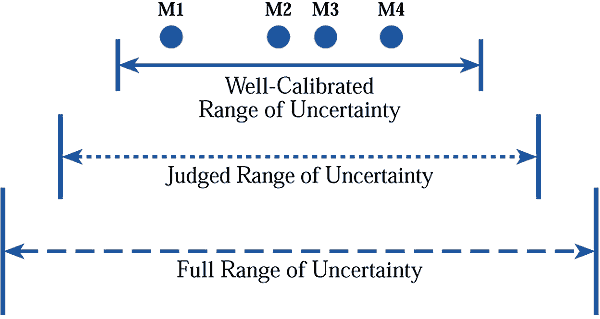 M1 M2 M3 M4
Well-Calibrated
Range of Uncertainty
Judged Range of Uncertainty
Full Range of Uncertainty